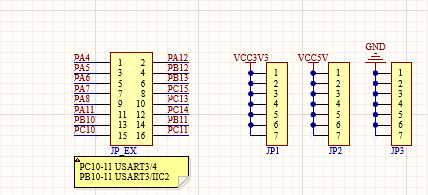 GND
VCC3V3
VCC5V
PA4 1 2 PA12
PA5 3 4 PB12
PA6 5 6 PB13
PA7 7 8 PC15
PA8 9 10 PC13
PA11 11 12 PC14
PB10 13 14 PB11
PC10 15 16 PC11
1 1 1
2 2 2
3 3 3
4 4 4
5 5 5
6 6 6
7 7 7
JP_EX
JP1
JP2
JP3
PC10-11 USART3/4
PB10-11 USART3/IIC2